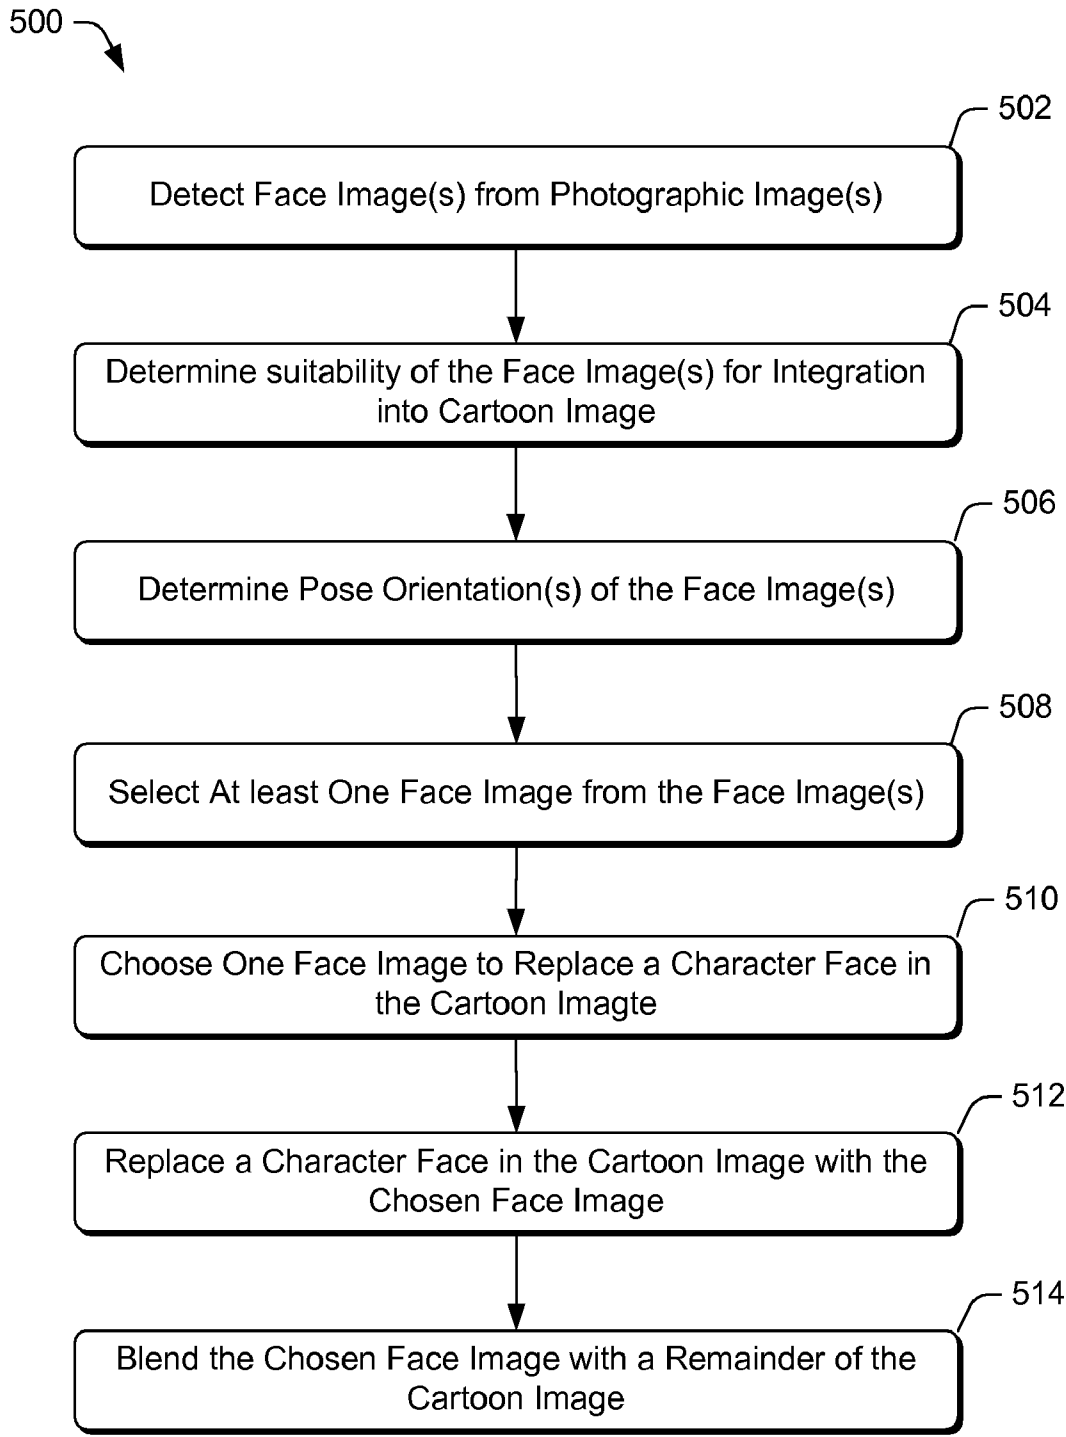 500
502
Detect Face Image(s) from Photographic Image(s)
504
Determine suitability of the Face Image(s) for Integration
into Cartoon Image
506
Determine Pose Orientation(s) of the Face Image(s)
508
Select At least One Face Image from the Face Image(s)
510
Choose One Face Image to Replace a Character Face in
the Cartoon Imagte
512
Replace a Character Face in the Cartoon Image with the
Chosen Face Image
514
Blend the Chosen Face Image with a Remainder of the
Cartoon Image